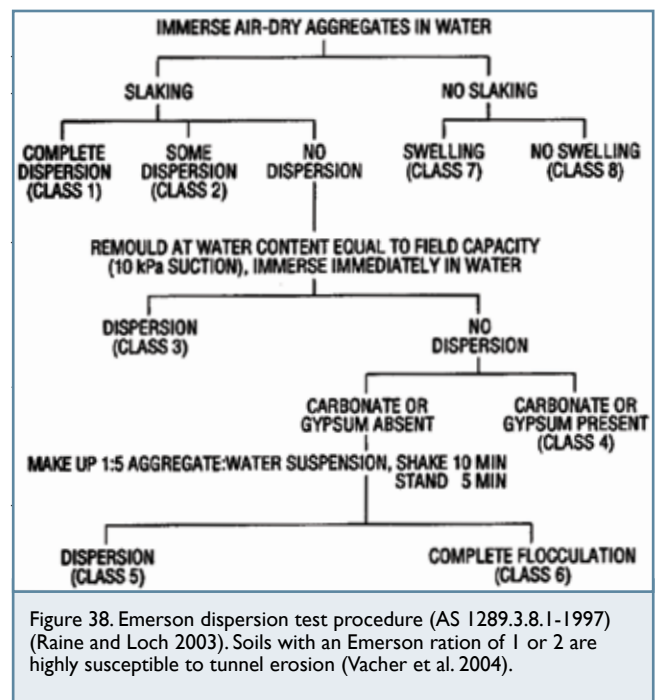 IMMERSE AIR-DRY AGGREGATES IN WATER
SLAKING
NO SLAKING
COMPLETE DISPERSION (CLASS 1)
SOME DISPERSION (CLASS 2)
NO DISPERSION
SWELLING (CLASS 7)
NO SWELLING (CLASS 8)
REMOULD AT WATER CONTENT EQUAL TO FIELD CAPACITY
(10 kPa SUCTION), IMMERSE IMMEDIATELY IN WATER
DISPERSION
(CLASS 3)
NO
DISPERSION
CARBONATE OR
GYPSUM ABSENT
CARBONATE OR
GYPSUM PRESENT
(CLASS 4)
MAKE UP 1:5 AGGREGATE:WATER SUSPENSION, SHAKE 10 MIN
STAND 5 MIN
DISPERSION
(CLASS 5)
COMPLETE FLOCCULATION
(CLASS 6)
Figure 38. Emerson dispersion test procedure (AS 1289.3.8.1-1997)
(Raine and Loch 2003). Soils with an Emerson ration of 1 or 2 are
highly susceptible to tunnel erosion (Vacher et al. 2004).